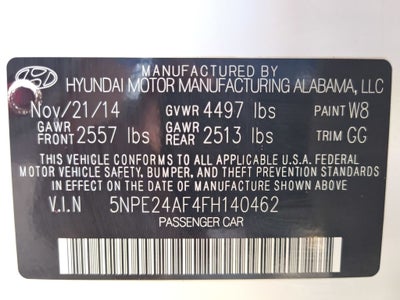 MANUFACTURED BY
HYUNDAI MOTOR MANUFACTURING ALABAMA, LLC
Nov/21/14 GVWR 4497 lbs PAINT W8
GAWR FRONT 2557 lbs GAWR REAR 2513 lbs TRIM GG
THIS VEHICLE CONFORMS TO ALL APPLICABLE U.S.A. FEDERAL
MOTOR VEHICLE SAFETY, BUMPER, AND THEFT PREVENTION STANDARDS
IN EFFECT ON THE DATE OF MANUFACTURE SHOWN ABOVE
V.I.N 5NPE24AF4FH140462
PASSENGER CAR